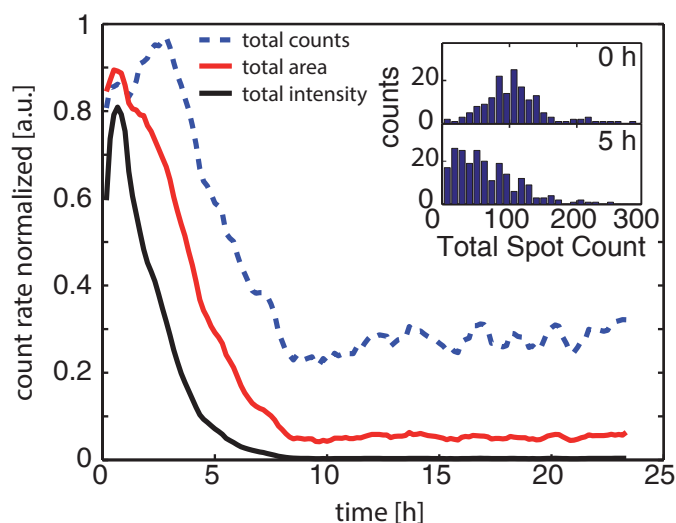 1
0.8
0.6
0.4
0.2
0
0
5
10
15
20
25
count rate normalized [a.u.]
time [h]
total counts
total area
total intensity
0 h
20
0
5 h
20
0
counts
0
100
200
300
Total Spot Count